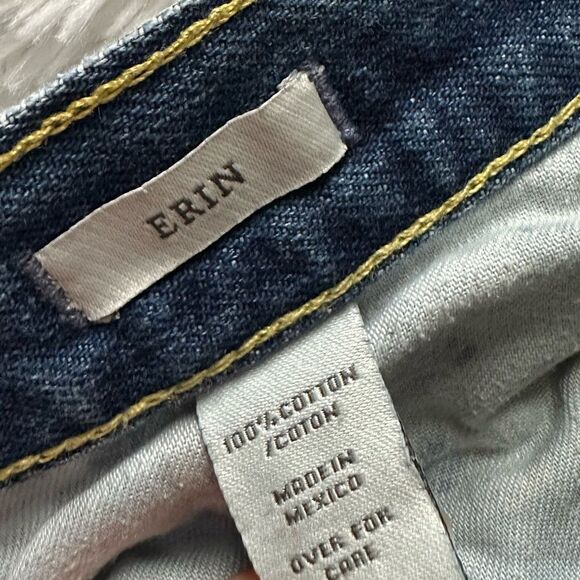 ERIN
100% COTTON
/COTON
MADE IN
MEXICO
OVER FOR
CARE